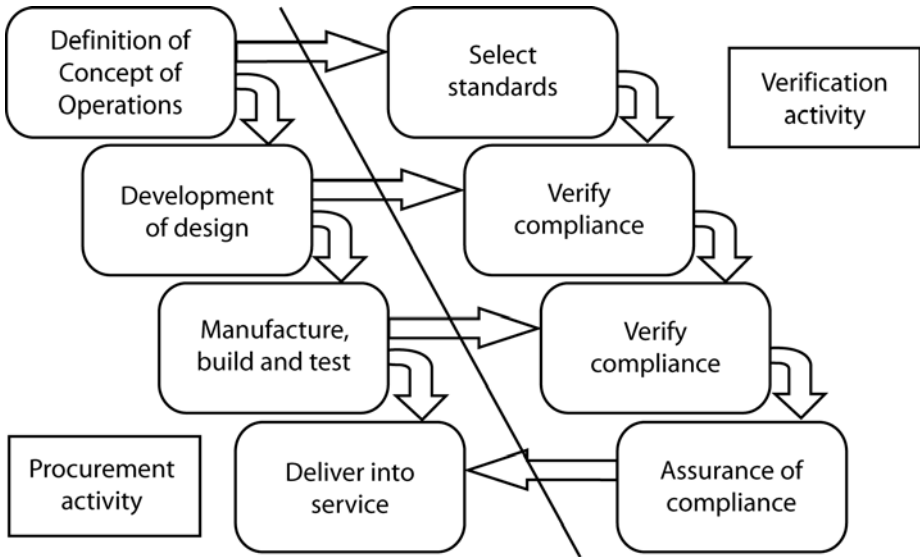 Definition of
Concept of
Operations
Select
standards
Verification
activity
Development
of design
Verify
compliance
Manufacture,
build and test
Verify
compliance
Procurement
activity
Deliver into
service
Assurance of
compliance